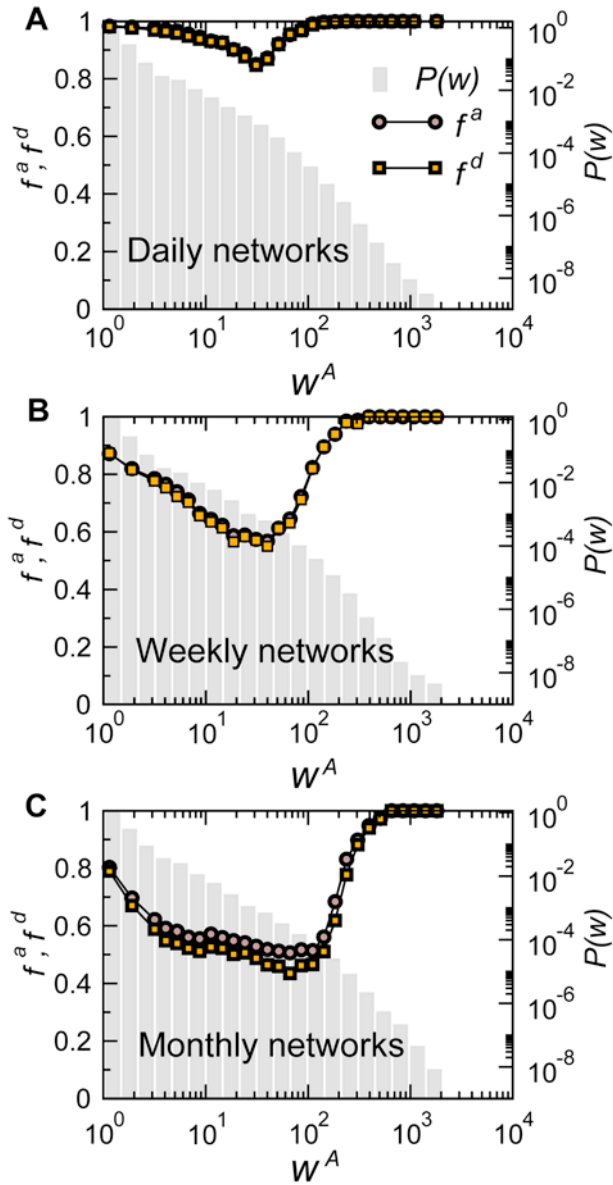 A
1
0.8
0.6
0.4
0.2
0
f^a, f^d
P(w)
f^a
f^d
Daily networks
10^0
10^-2
10^-4
10^-6
10^-8
P(w)
10^0 10^1 10^2 10^3 10^4
W^A
B
1
0.8
0.6
0.4
0.2
0
f^a, f^d
Weekly networks
10^0
10^-2
10^-4
10^-6
10^-8
P(w)
10^0 10^1 10^2 10^3 10^4
W^A
C
1
0.8
0.6
0.4
0.2
0
f^a, f^d
Monthly networks
10^0
10^-2
10^-4
10^-6
10^-8
P(w)
10^0 10^1 10^2 10^3 10^4
W^A